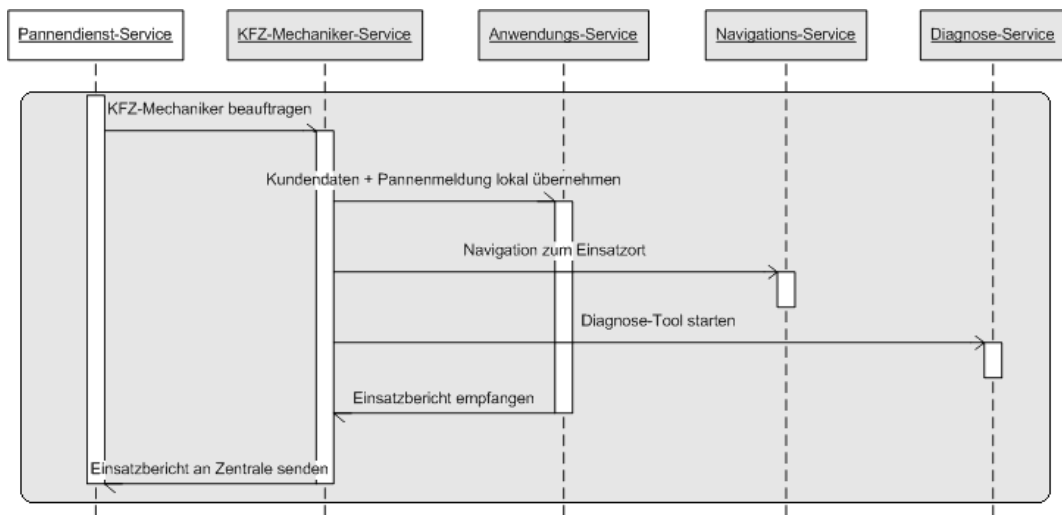 Pannendienst-Service
KFZ-Mechaniker-Service
Anwendungs-Service
Navigations-Service
Diagnose-Service
KFZ-Mechaniker beauftragen
Kundendaten + Pannenmeldung lokal übernehmen
Navigation zum Einsatzort
Diagnose-Tool starten
Einsatzbericht empfangen
Einsatzbericht an Zentrale senden